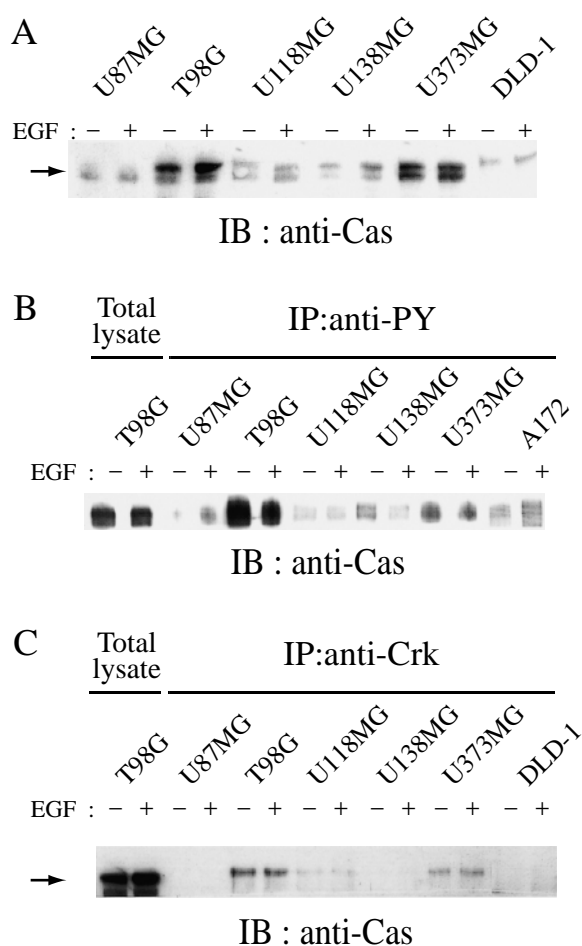 A
U87MG T98G U118MG U138MG U373MG DLD-1
EGF : – + – + – + – + – + – +
IB : anti-Cas
B
Total lysate IP:anti-PY
T98G U87MG T98G U118MG U138MG U373MG A172
EGF : – + – + – + – + – + – + – +
IB : anti-Cas
C
Total lysate IP:anti-Crk
T98G U87MG T98G U118MG U138MG U373MG DLD-1
EGF : – + – + – + – + – + – + – +
IB : anti-Cas